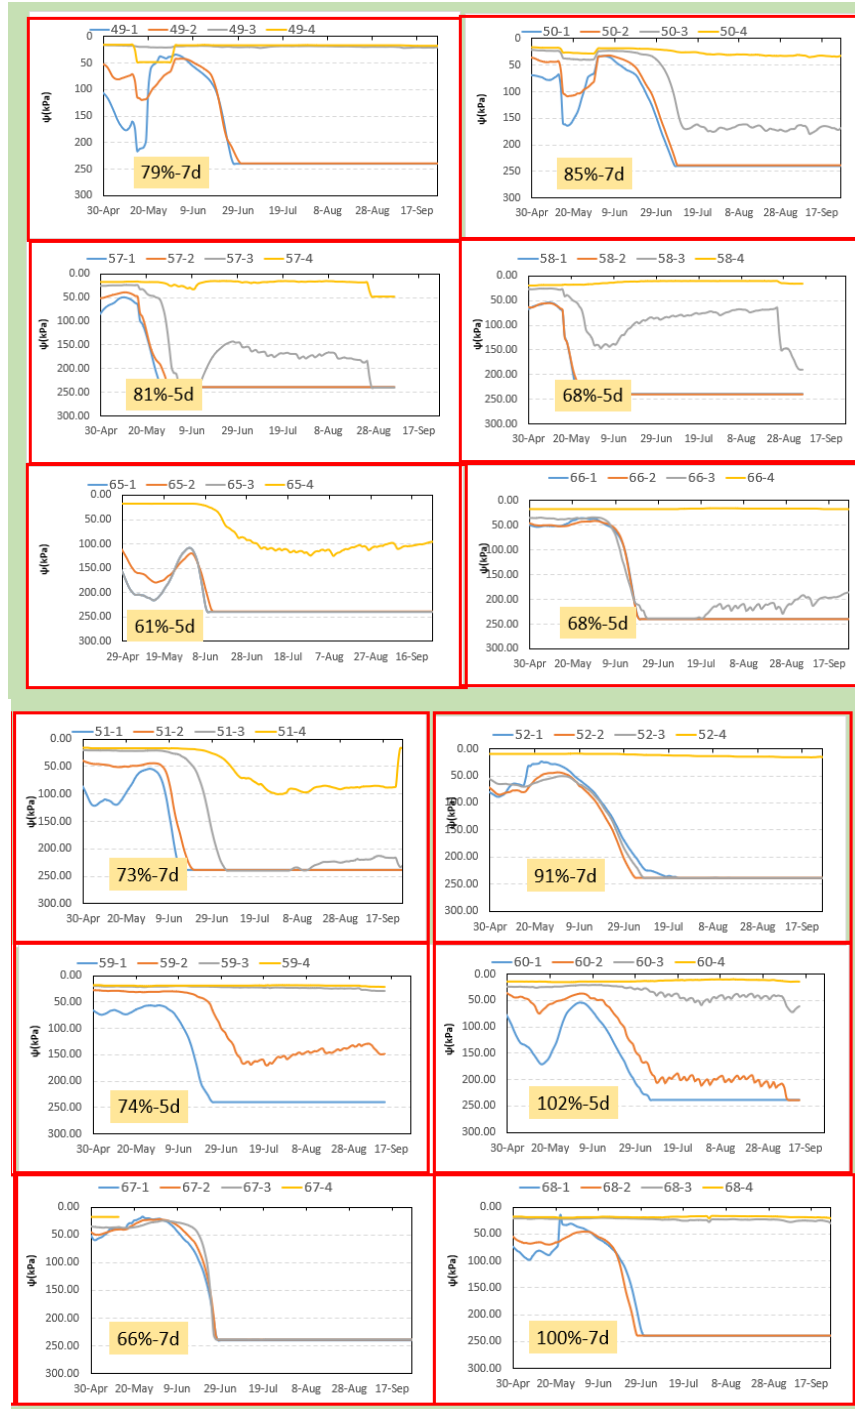 49-1 49-2 49-3 49-4
0
50
100
150
200
250
300
ψ(kPa)
79%-7d
30-Apr 20-May 9-Jun 29-Jun 19-Jul 8-Aug 28-Aug 17-Sep
50-1 50-2 50-3 50-4
0
50
100
150
200
250
300
ψ(kPa)
85%-7d
30-Apr 20-May 9-Jun 29-Jun 19-Jul 8-Aug 28-Aug 17-Sep
57-1 57-2 57-3 57-4
0.00
50.00
100.00
150.00
200.00
250.00
300.00
ψ(kPa)
81%-5d
30-Apr 20-May 9-Jun 29-Jun 19-Jul 8-Aug 28-Aug 17-Sep
58-1 58-2 58-3 58-4
0.00
50.00
100.00
150.00
200.00
250.00
300.00
ψ(kPa)
68%-5d
30-Apr 20-May 9-Jun 29-Jun 19-Jul 8-Aug 28-Aug 17-Sep
65-1 65-2 65-3 65-4
0.00
50.00
100.00
150.00
200.00
250.00
300.00
61%-5d
29-Apr 19-May 8-Jun 28-Jun 18-Jul 7-Aug 27-Aug 16-Sep
66-1 66-2 66-3 66-4
0.00
50.00
100.00
150.00
200.00
250.00
300.00
ψ(kPa)
68%-5d
30-Apr 20-May 9-Jun 29-Jun 19-Jul 8-Aug 28-Aug 17-Sep
51-1 51-2 51-3 51-4
0.00
50.00
100.00
150.00
200.00
250.00
300.00
ψ(kPa)
73%-7d
30-Apr 20-May 9-Jun 29-Jun 19-Jul 8-Aug 28-Aug 17-Sep
52-1 52-2 52-3 52-4
0.00
50.00
100.00
150.00
200.00
250.00
300.00
ψ(kPa)
91%-7d
30-Apr 20-May 9-Jun 29-Jun 19-Jul 8-Aug 28-Aug 17-Sep
59-1 59-2 59-3 59-4
0.00
50.00
100.00
150.00
200.00
250.00
300.00
ψ(kPa)
74%-5d
30-Apr 20-May 9-Jun 29-Jun 19-Jul 8-Aug 28-Aug 17-Sep
60-1 60-2 60-3 60-4
0.00
50.00
100.00
150.00
200.00
250.00
300.00
ψ(kPa)
102%-5d
30-Apr 20-May 9-Jun 29-Jun 19-Jul 8-Aug 28-Aug 17-Sep
67-1 67-2 67-3 67-4
0.00
50.00
100.00
150.00
200.00
250.00
300.00
ψ(kPa)
66%-7d
30-Apr 20-May 9-Jun 29-Jun 19-Jul 8-Aug 28-Aug 17-Sep
68-1 68-2 68-3 68-4
0.00
50.00
100.00
150.00
200.00
250.00
300.00
ψ(kPa)
100%-7d
30-Apr 20-May 9-Jun 29-Jun 19-Jul 8-Aug 28-Aug 17-Sep